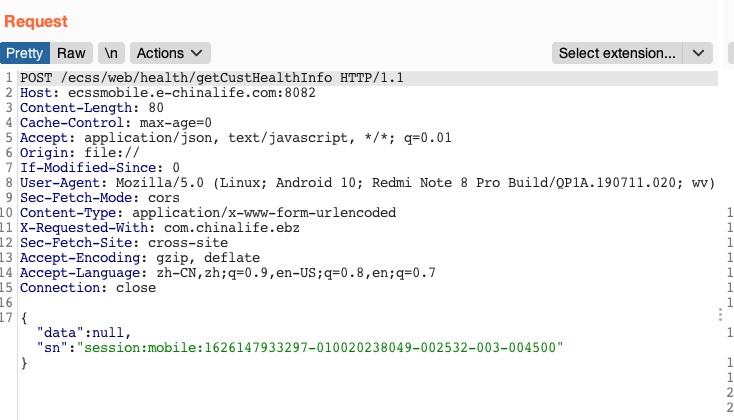 Request
Pretty Raw \n Actions Select extension...
1 POST /ecss/web/health/getCustHealthInfo HTTP/1.1
2 Host: ecssmobile.e-chinalife.com:8082
3 Content-Length: 80
4 Cache-Control: max-age=0
5 Accept: application/json, text/javascript, */*; q=0.01
6 Origin: file://
7 If-Modified-Since: 0
8 User-Agent: Mozilla/5.0 (Linux; Android 10; Redmi Note 8 Pro Build/QP1A.190711.020; wv)
9 Sec-Fetch-Mode: cors
10 Content-Type: application/x-www-form-urlencoded
11 X-Requested-With: com.chinalife.ebz
12 Sec-Fetch-Site: cross-site
13 Accept-Encoding: gzip, deflate
14 Accept-Language: zh-CN,zh;q=0.9,en-US;q=0.8,en;q=0.7
15 Connection: close
16
17 {
"data":null,
"sn":"session:mobile:1626147933297-010020238049-002532-003-004500"
}